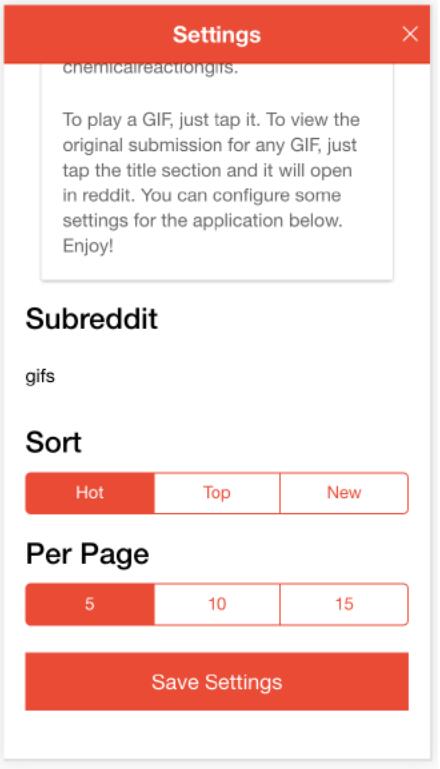 Settings
chemicalreactiongifs.
To play a GIF, just tap it. To view the
original submission for any GIF, just
tap the title section and it will open
in reddit. You can configure some
settings for the application below.
Enjoy!
Subreddit
gifs
Sort
Hot Top New
Per Page
5 10 15
Save Settings